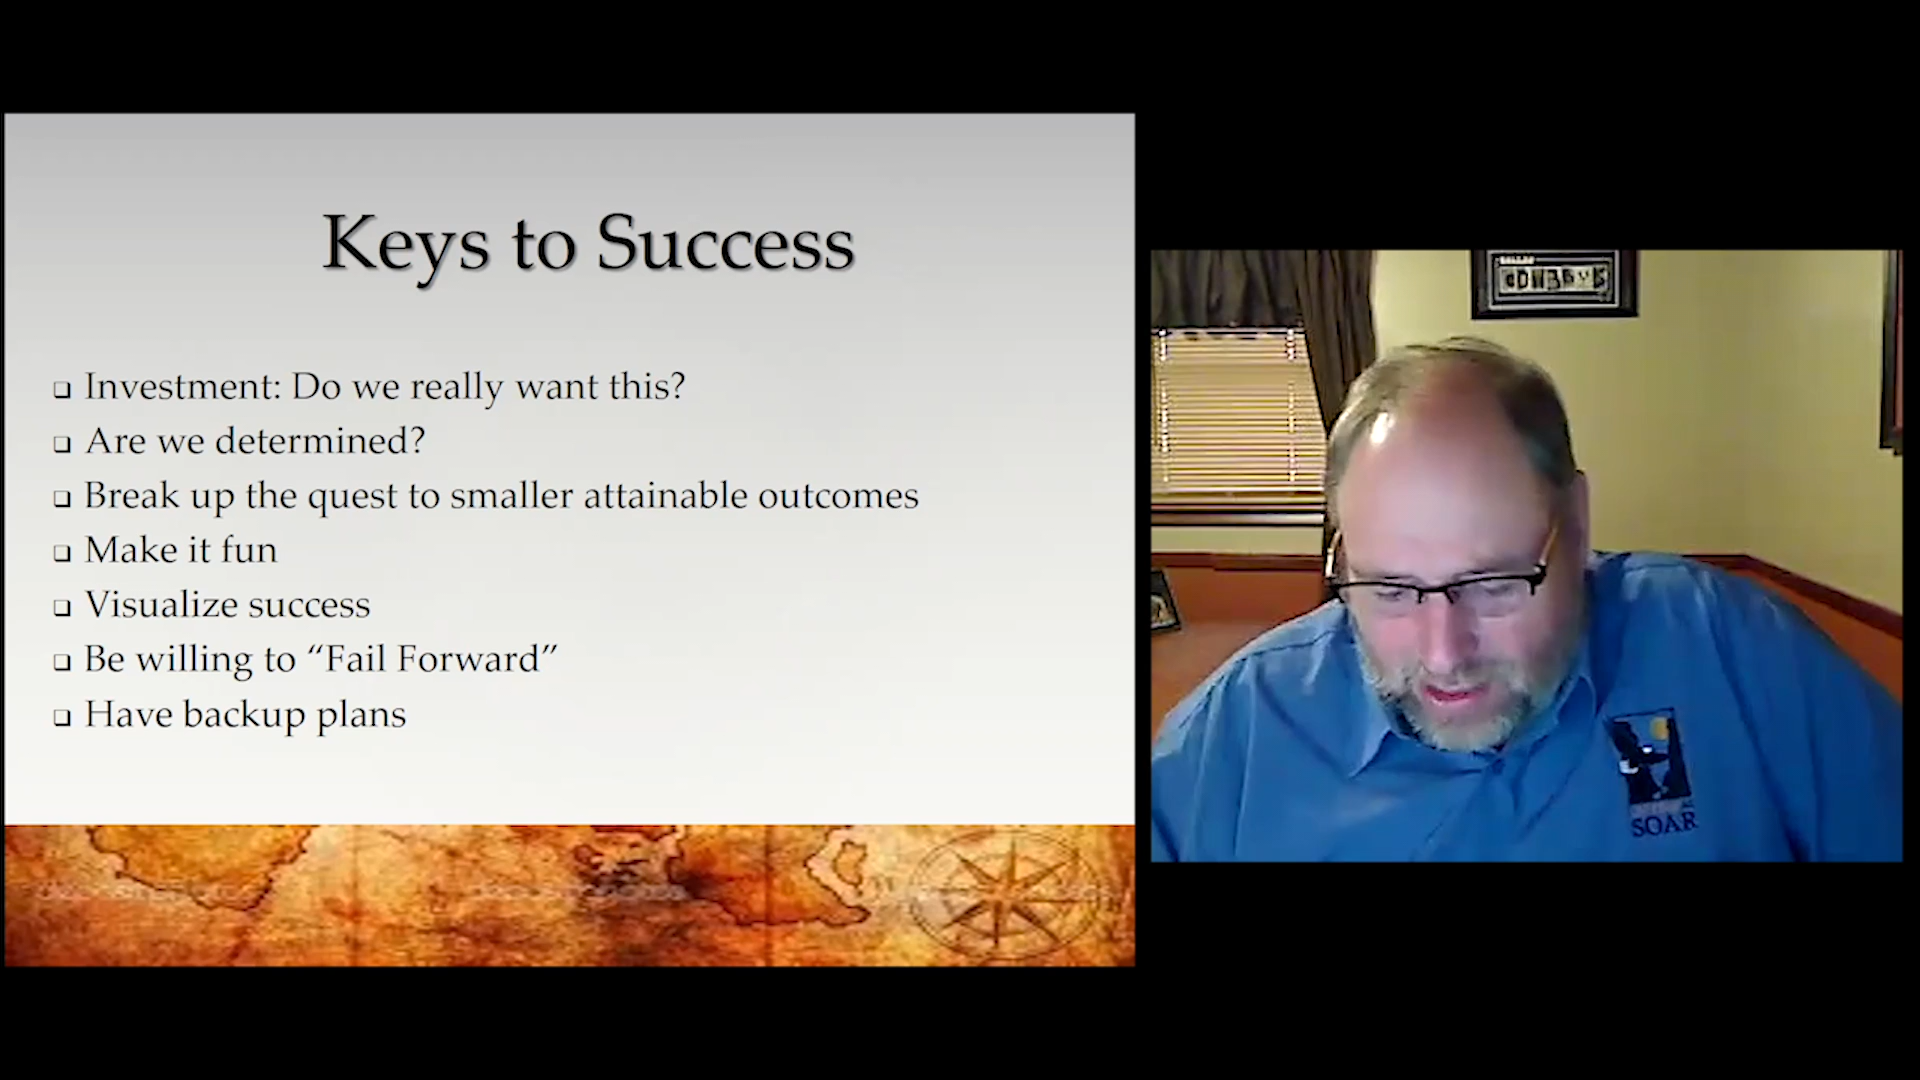 Keys to Success
Investment: Do we really want this?
Are we determined?
Break up the quest to smaller attainable outcomes
Make it fun
Visualize success
Be willing to “Fail Forward”
Have backup plans
DALLAS
COWBOYS
SOAR